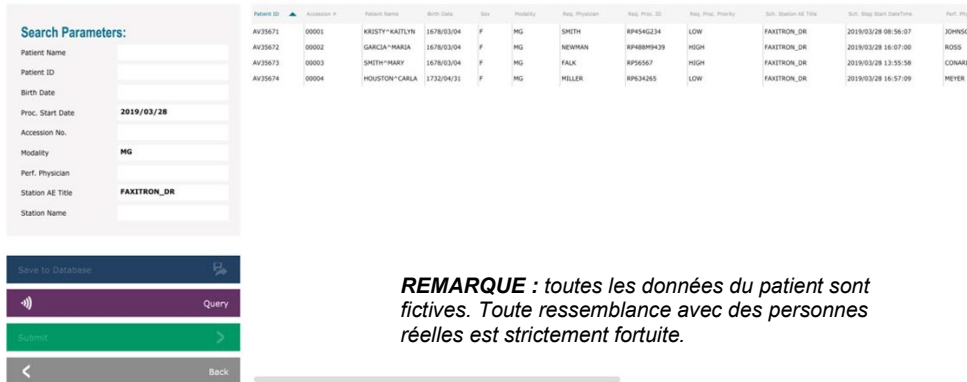 Search Parameters:
Patient Name
Patient ID
Birth Date
Proc. Start Date 2019/03/28
Accession No.
Modality MG
Perf. Physician
Station AE Title FAXITRON_DR
Station Name
Save to Database
Query
Submit
Back
Patient ID Accession # Patient Name Birth Date Sex Modality Req. Physician Req. Proc. ID Req. Proc. Priority Sch. Station AE Title Sch. Stap Start DateTime. Perf. Ph
AV35671 00001 KRISTY^KAITLYN 1678/03/04 F MG SMITH RP454G234 LOW FAXITRON_DR 2019/03/28 08:56:07 JOHNSO
AV35672 00002 GARCIA^MARIA 1678/03/04 F MG NEWMAN RP488M9439 HIGH FAXITRON_DR 2019/03/28 16:07:00 ROSS
AV35673 00003 SMITH^MARY 1678/03/04 F MG FALK RP56567 HIGH FAXITRON_DR 2019/03/28 13:55:58 CONARD
AV35674 00004 HOUSTON^CARLA 1732/04/31 F MG MILLER RP634265 LOW FAXITRON_DR 2019/03/28 16:57:09 MEYER
REMARQUE : toutes les données du patient sont
fictives. Toute ressemblance avec des personnes
réelles est strictement fortuite.